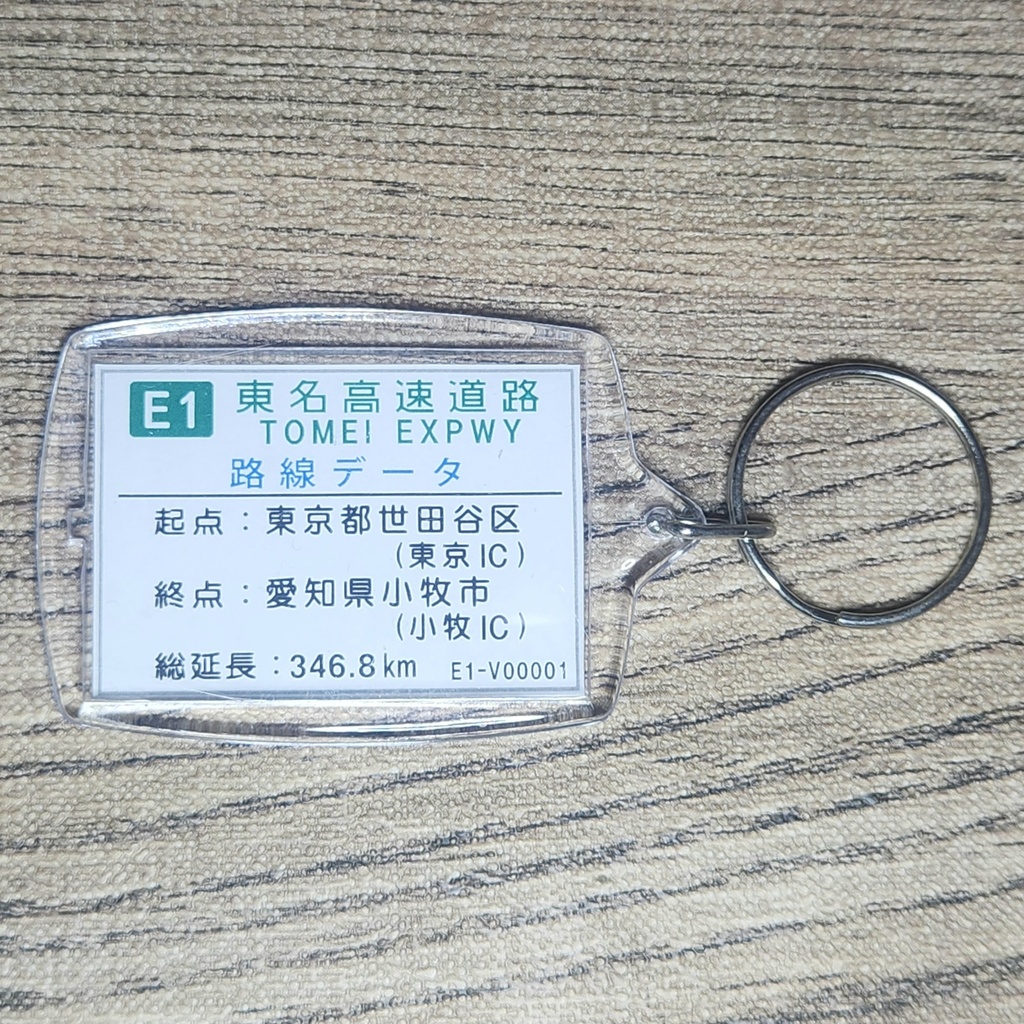 E1 東名高速道路
TOMEI EXPWY
路線データ
起点：東京都世田谷区
(東京IC)
終点：愛知県小牧市
(小牧IC)
総延長：346.8km E1-V00001